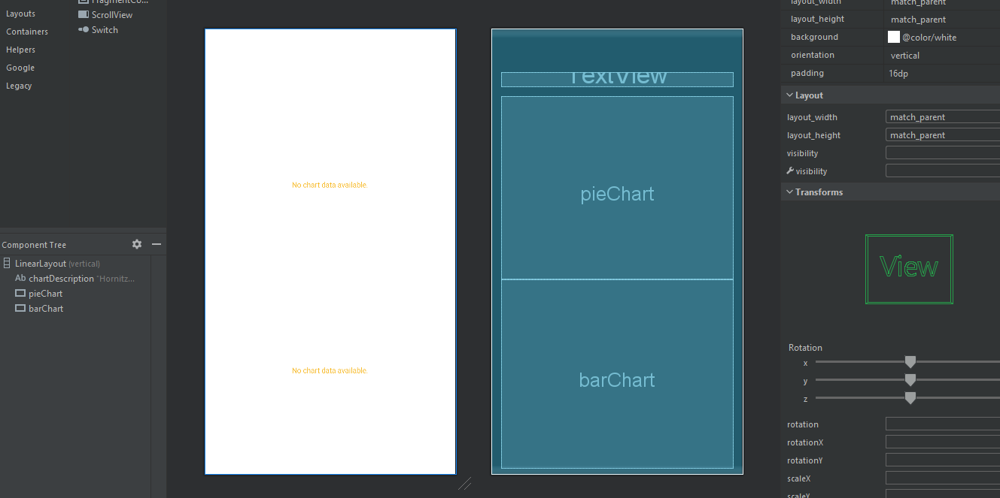 Layouts
Containers
Helpers
Google
Legacy
FragmentCo...
ScrollView
Switch
Component Tree
LinearLayout (vertical)
Ab chartDescription "Hornitz...
pieChart
barChart
No chart data available.
No chart data available.
TextView
pieChart
barChart
layout_width match_parent
layout_height match_parent
background @color/white
orientation vertical
padding 16dp
Layout
layout_width match_parent
layout_height match_parent
visibility
visibility
Transforms
View
Rotation
x
y
z
rotation
rotationX
rotationY
scaleX
scaleY